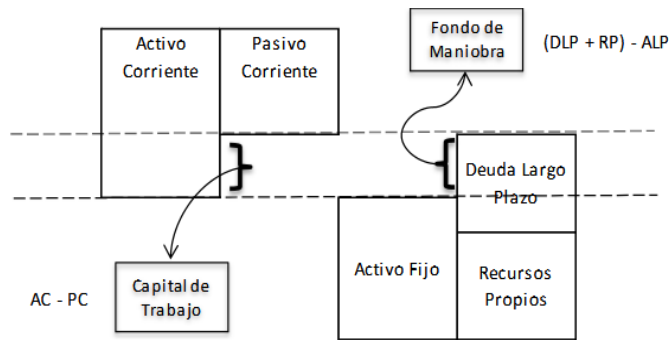 Activo
Corriente
Pasivo
Corriente
Fondo de
Maniobra
(DLP + RP) - ALP
Deuda Largo
Plazo
Activo Fijo
Recursos
Propios
AC - PC
Capital de
Trabajo